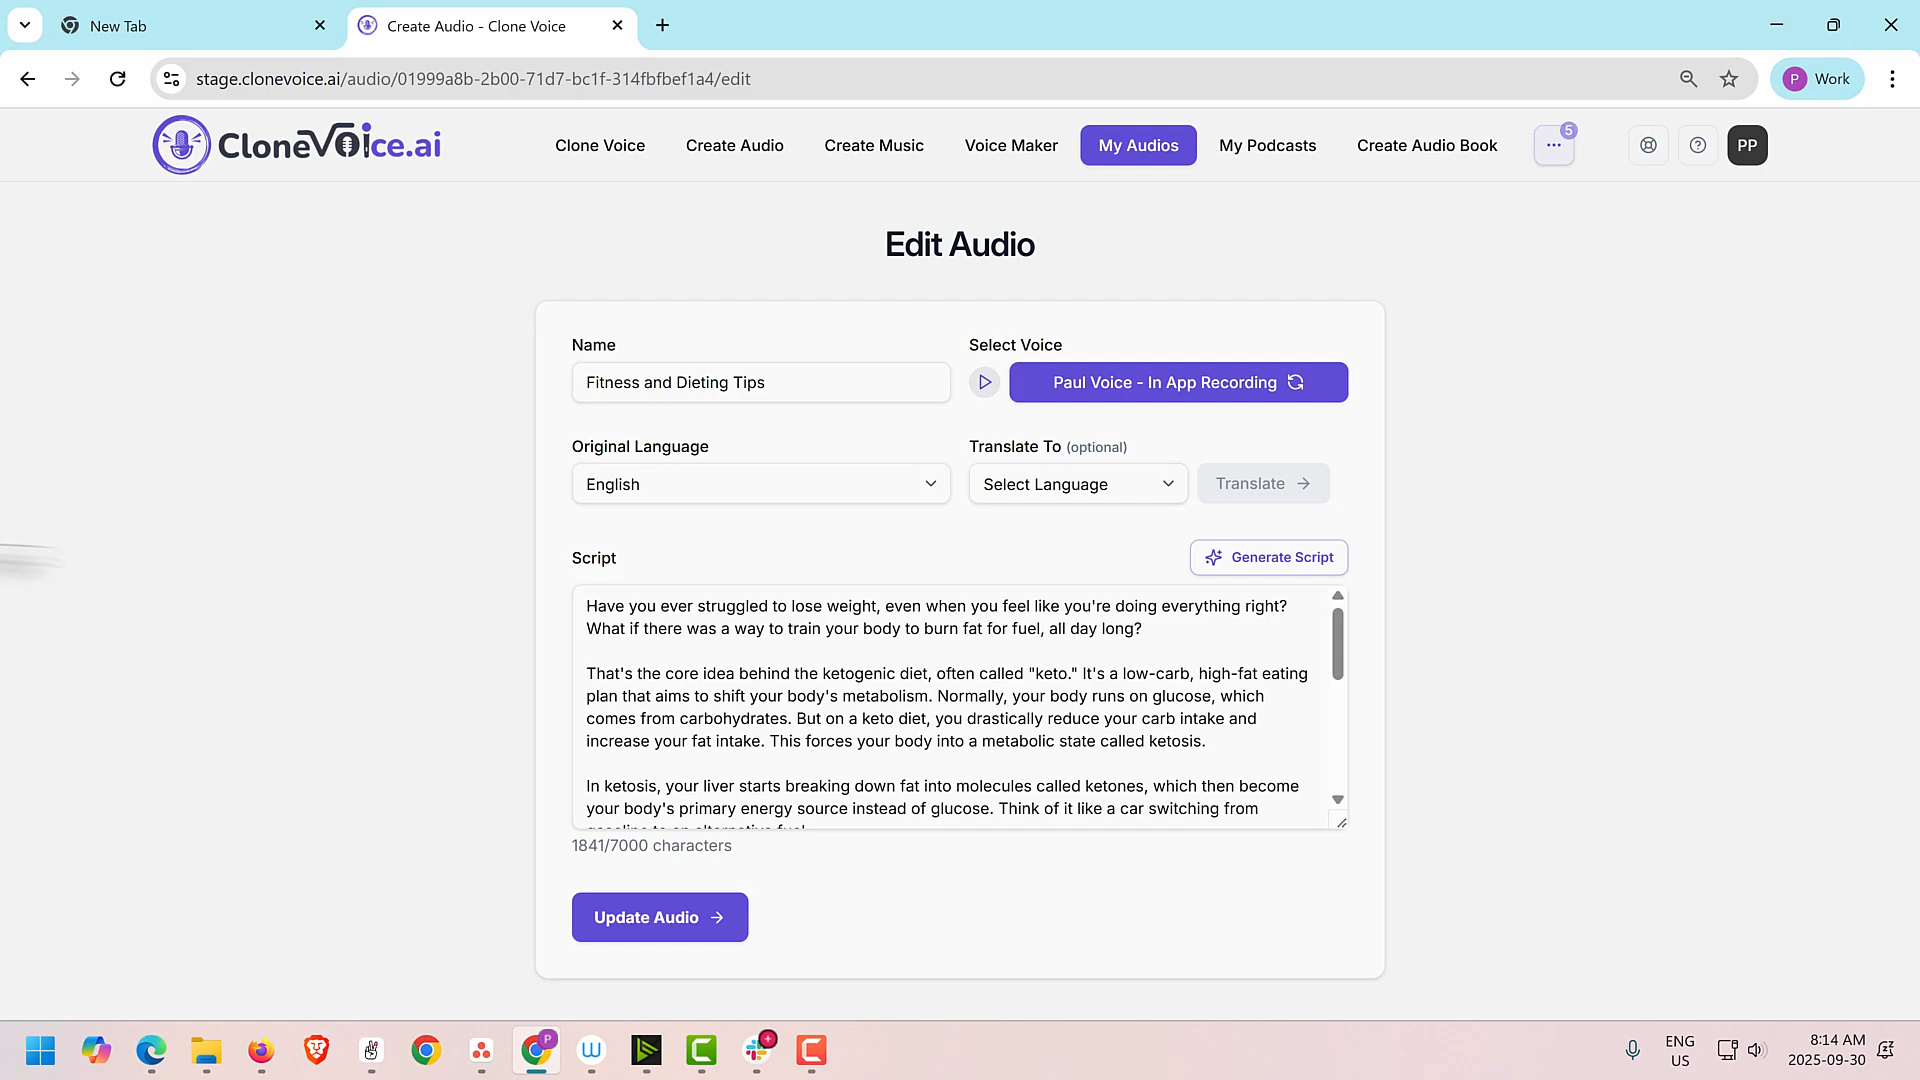 New Tab
Create Audio - Clone Voice
stage.clonevoice.ai/audio/01999a8b-2b00-71d7-bc1f-314fbfbef1a4/edit
P Work
CloneVoice.ai
Clone Voice
Create Audio
Create Music
Voice Maker
My Audios
My Podcasts
Create Audio Book
5
PP
Edit Audio
Name
Select Voice
Fitness and Dieting Tips
Paul Voice - In App Recording
Original Language
Translate To (optional)
English
Select Language
Translate
Script
Generate Script
Have you ever struggled to lose weight, even when you feel like you're doing everything right?
What if there was a way to train your body to burn fat for fuel, all day long?
That's the core idea behind the ketogenic diet, often called "keto." It's a low-carb, high-fat eating
plan that aims to shift your body's metabolism. Normally, your body runs on glucose, which
comes from carbohydrates. But on a keto diet, you drastically reduce your carb intake and
increase your fat intake. This forces your body into a metabolic state called ketosis.
In ketosis, your liver starts breaking down fat into molecules called ketones, which then become
your body's primary energy source instead of glucose. Think of it like a car switching from
gasoline to an alternative fuel
1841/7000 characters
Update Audio
P
ENG
US
8:14 AM
2025-09-30